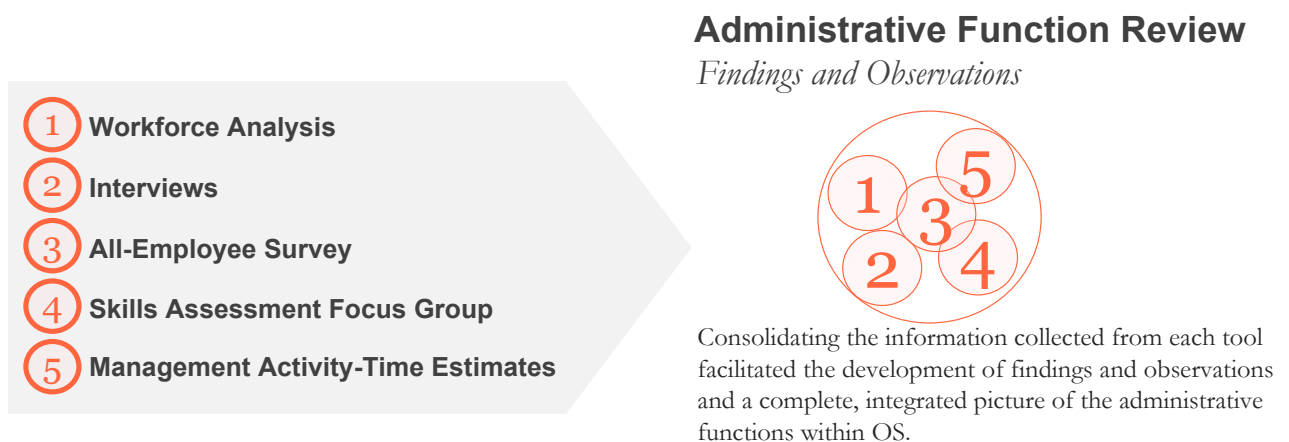 Administrative Function Review
Findings and Observations
1 Workforce Analysis
2 Interviews
3 All-Employee Survey
4 Skills Assessment Focus Group
5 Management Activity-Time Estimates
1
5
3
2
4
Consolidating the information collected from each tool
facilitated the development of findings and observations
and a complete, integrated picture of the administrative
functions within OS.